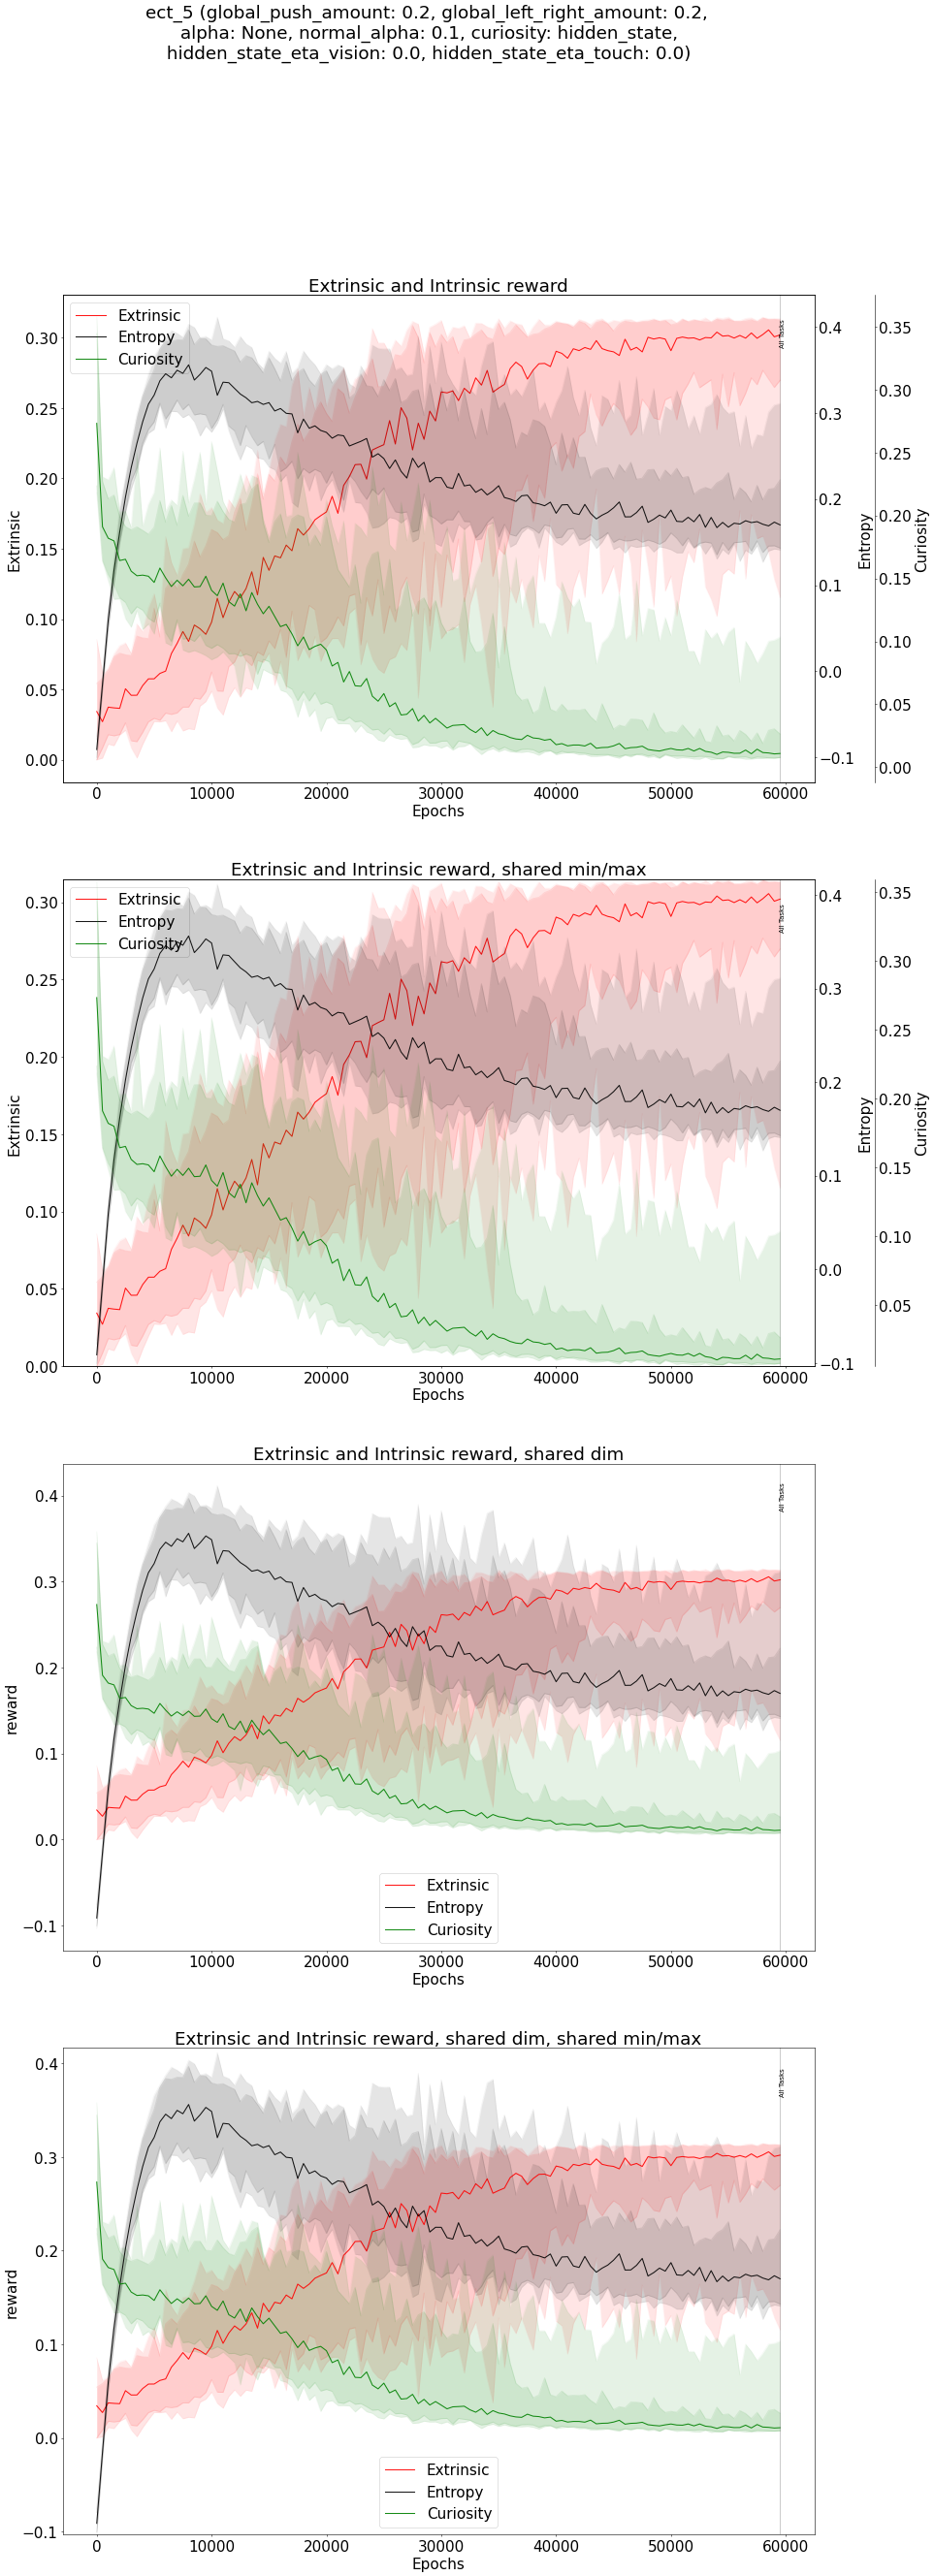 ect_5 (global_push_amount: 0.2, global_left_right_amount: 0.2,
alpha: None, normal_alpha: 0.1, curiosity: hidden_state,
hidden_state_eta_vision: 0.0, hidden_state_eta_touch: 0.0)
Extrinsic and Intrinsic reward
Extrinsic
Entropy
Curiosity
All Tasks
0.30
0.25
0.20
0.15
0.10
0.05
0.00
Extrinsic
0.4
0.3
0.2
0.1
0.0
−0.1
Entropy
0.35
0.30
0.25
0.20
0.15
0.10
0.05
0.00
Curiosity
0 10000 20000 30000 40000 50000 60000
Epochs
Extrinsic and Intrinsic reward, shared min/max
Extrinsic
Entropy
Curiosity
All Tasks
0.30
0.25
0.20
0.15
0.10
0.05
0.00
Extrinsic
0.4
0.3
0.2
0.1
0.0
−0.1
Entropy
0.35
0.30
0.25
0.20
0.15
0.10
0.05
Curiosity
0 10000 20000 30000 40000 50000 60000
Epochs
Extrinsic and Intrinsic reward, shared dim
All Tasks
0.4
0.3
0.2
0.1
0.0
−0.1
reward
Extrinsic
Entropy
Curiosity
0 10000 20000 30000 40000 50000 60000
Epochs
Extrinsic and Intrinsic reward, shared dim, shared min/max
All Tasks
0.4
0.3
0.2
0.1
0.0
−0.1
reward
Extrinsic
Entropy
Curiosity
0 10000 20000 30000 40000 50000 60000
Epochs